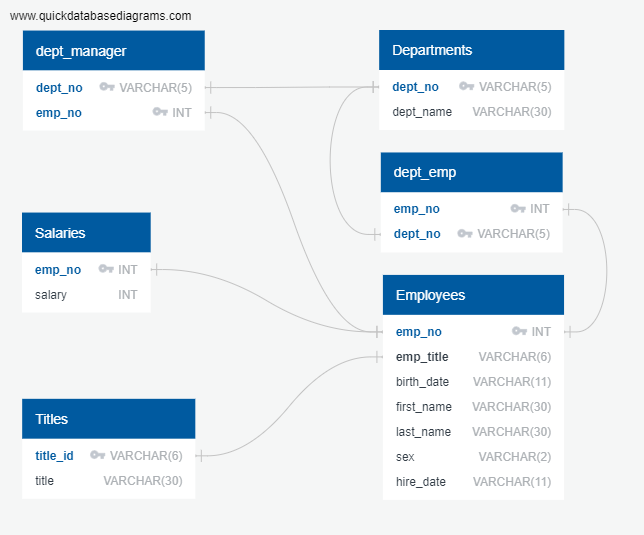 www.quickdatabasediagrams.com
dept_manager
dept_no VARCHAR(5)
emp_no INT
Departments
dept_no VARCHAR(5)
dept_name VARCHAR(30)
dept_emp
emp_no INT
dept_no VARCHAR(5)
Salaries
emp_no INT
salary INT
Employees
emp_no INT
emp_title VARCHAR(6)
birth_date VARCHAR(11)
first_name VARCHAR(30)
last_name VARCHAR(30)
sex VARCHAR(2)
hire_date VARCHAR(11)
Titles
title_id VARCHAR(6)
title VARCHAR(30)